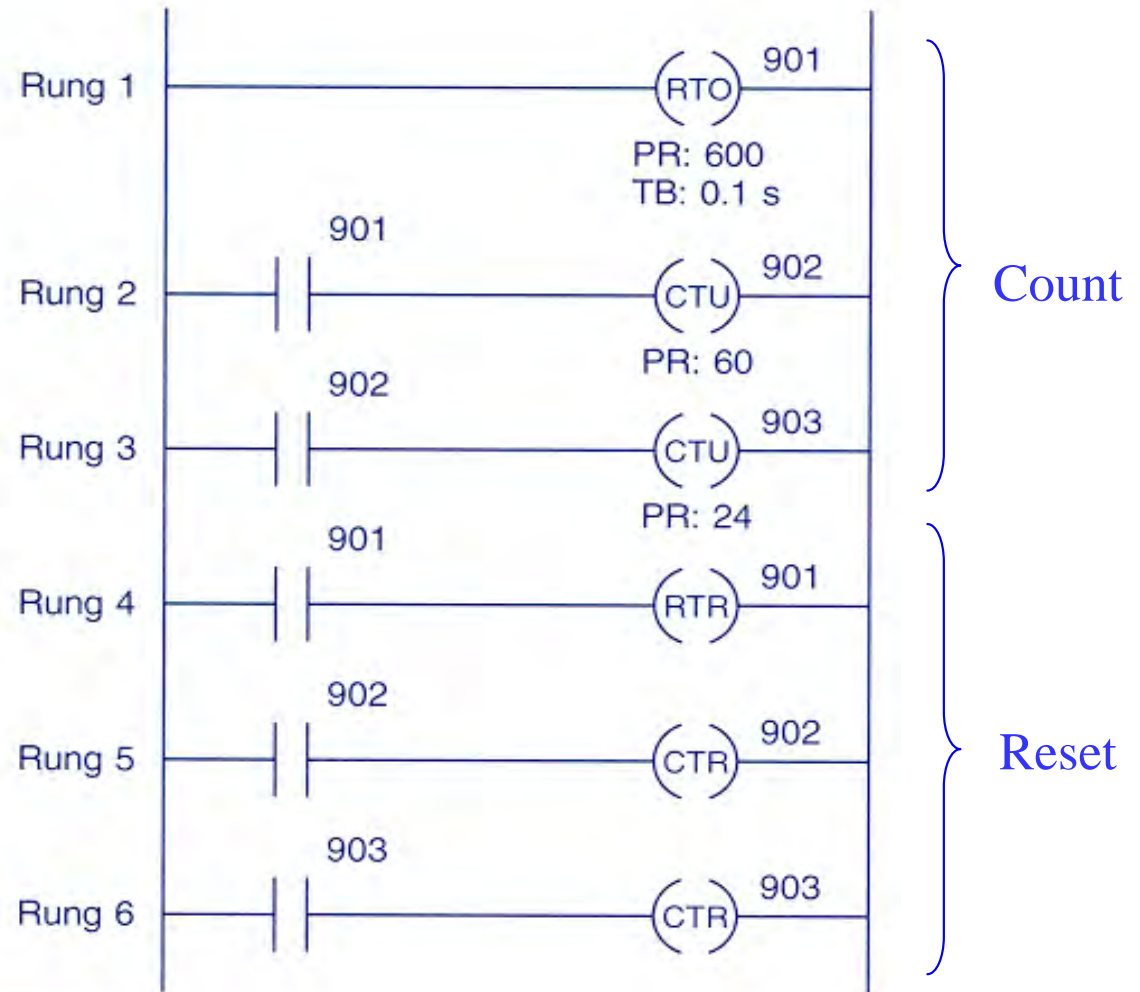 Rung 1
RTO
901
PR: 600
TB: 0.1 s
901
Rung 2
CTU
902
PR: 60
Count
902
Rung 3
CTU
903
PR: 24
901
Rung 4
RTR
901
902
Rung 5
CTR
902
Reset
903
Rung 6
CTR
903